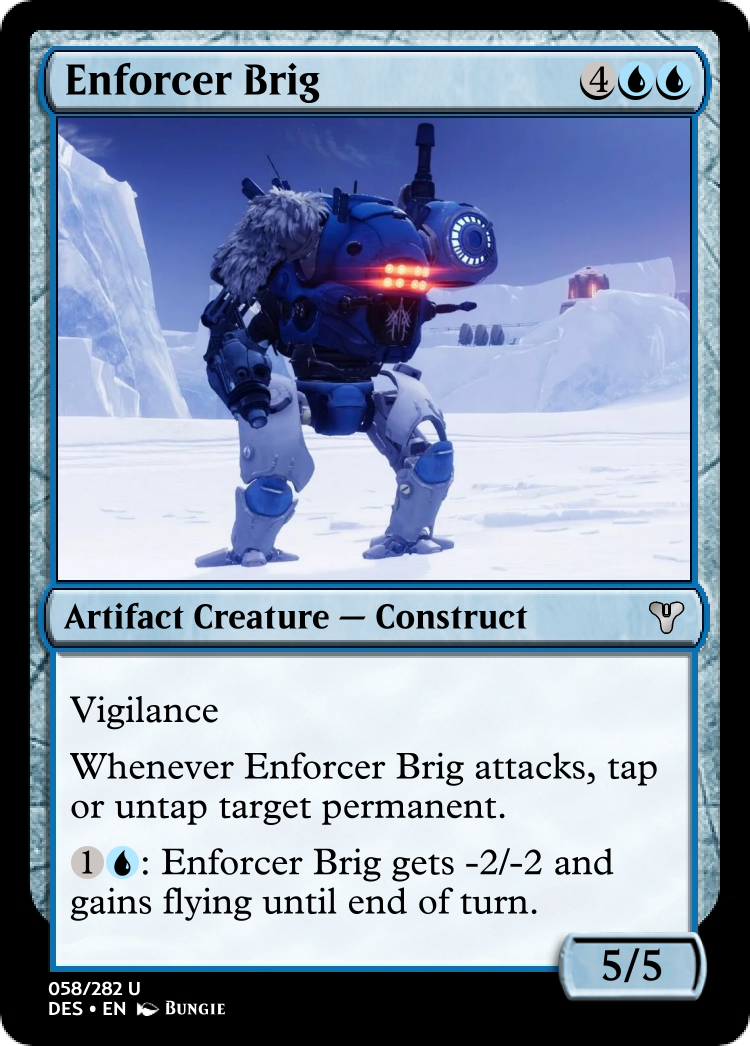 Enforcer Brig 4
Artifact Creature — Construct
Vigilance
Whenever Enforcer Brig attacks, tap
or untap target permanent.
1 : Enforcer Brig gets -2/-2 and
gains flying until end of turn.
5/5
058/282 U
DES • EN Bungie